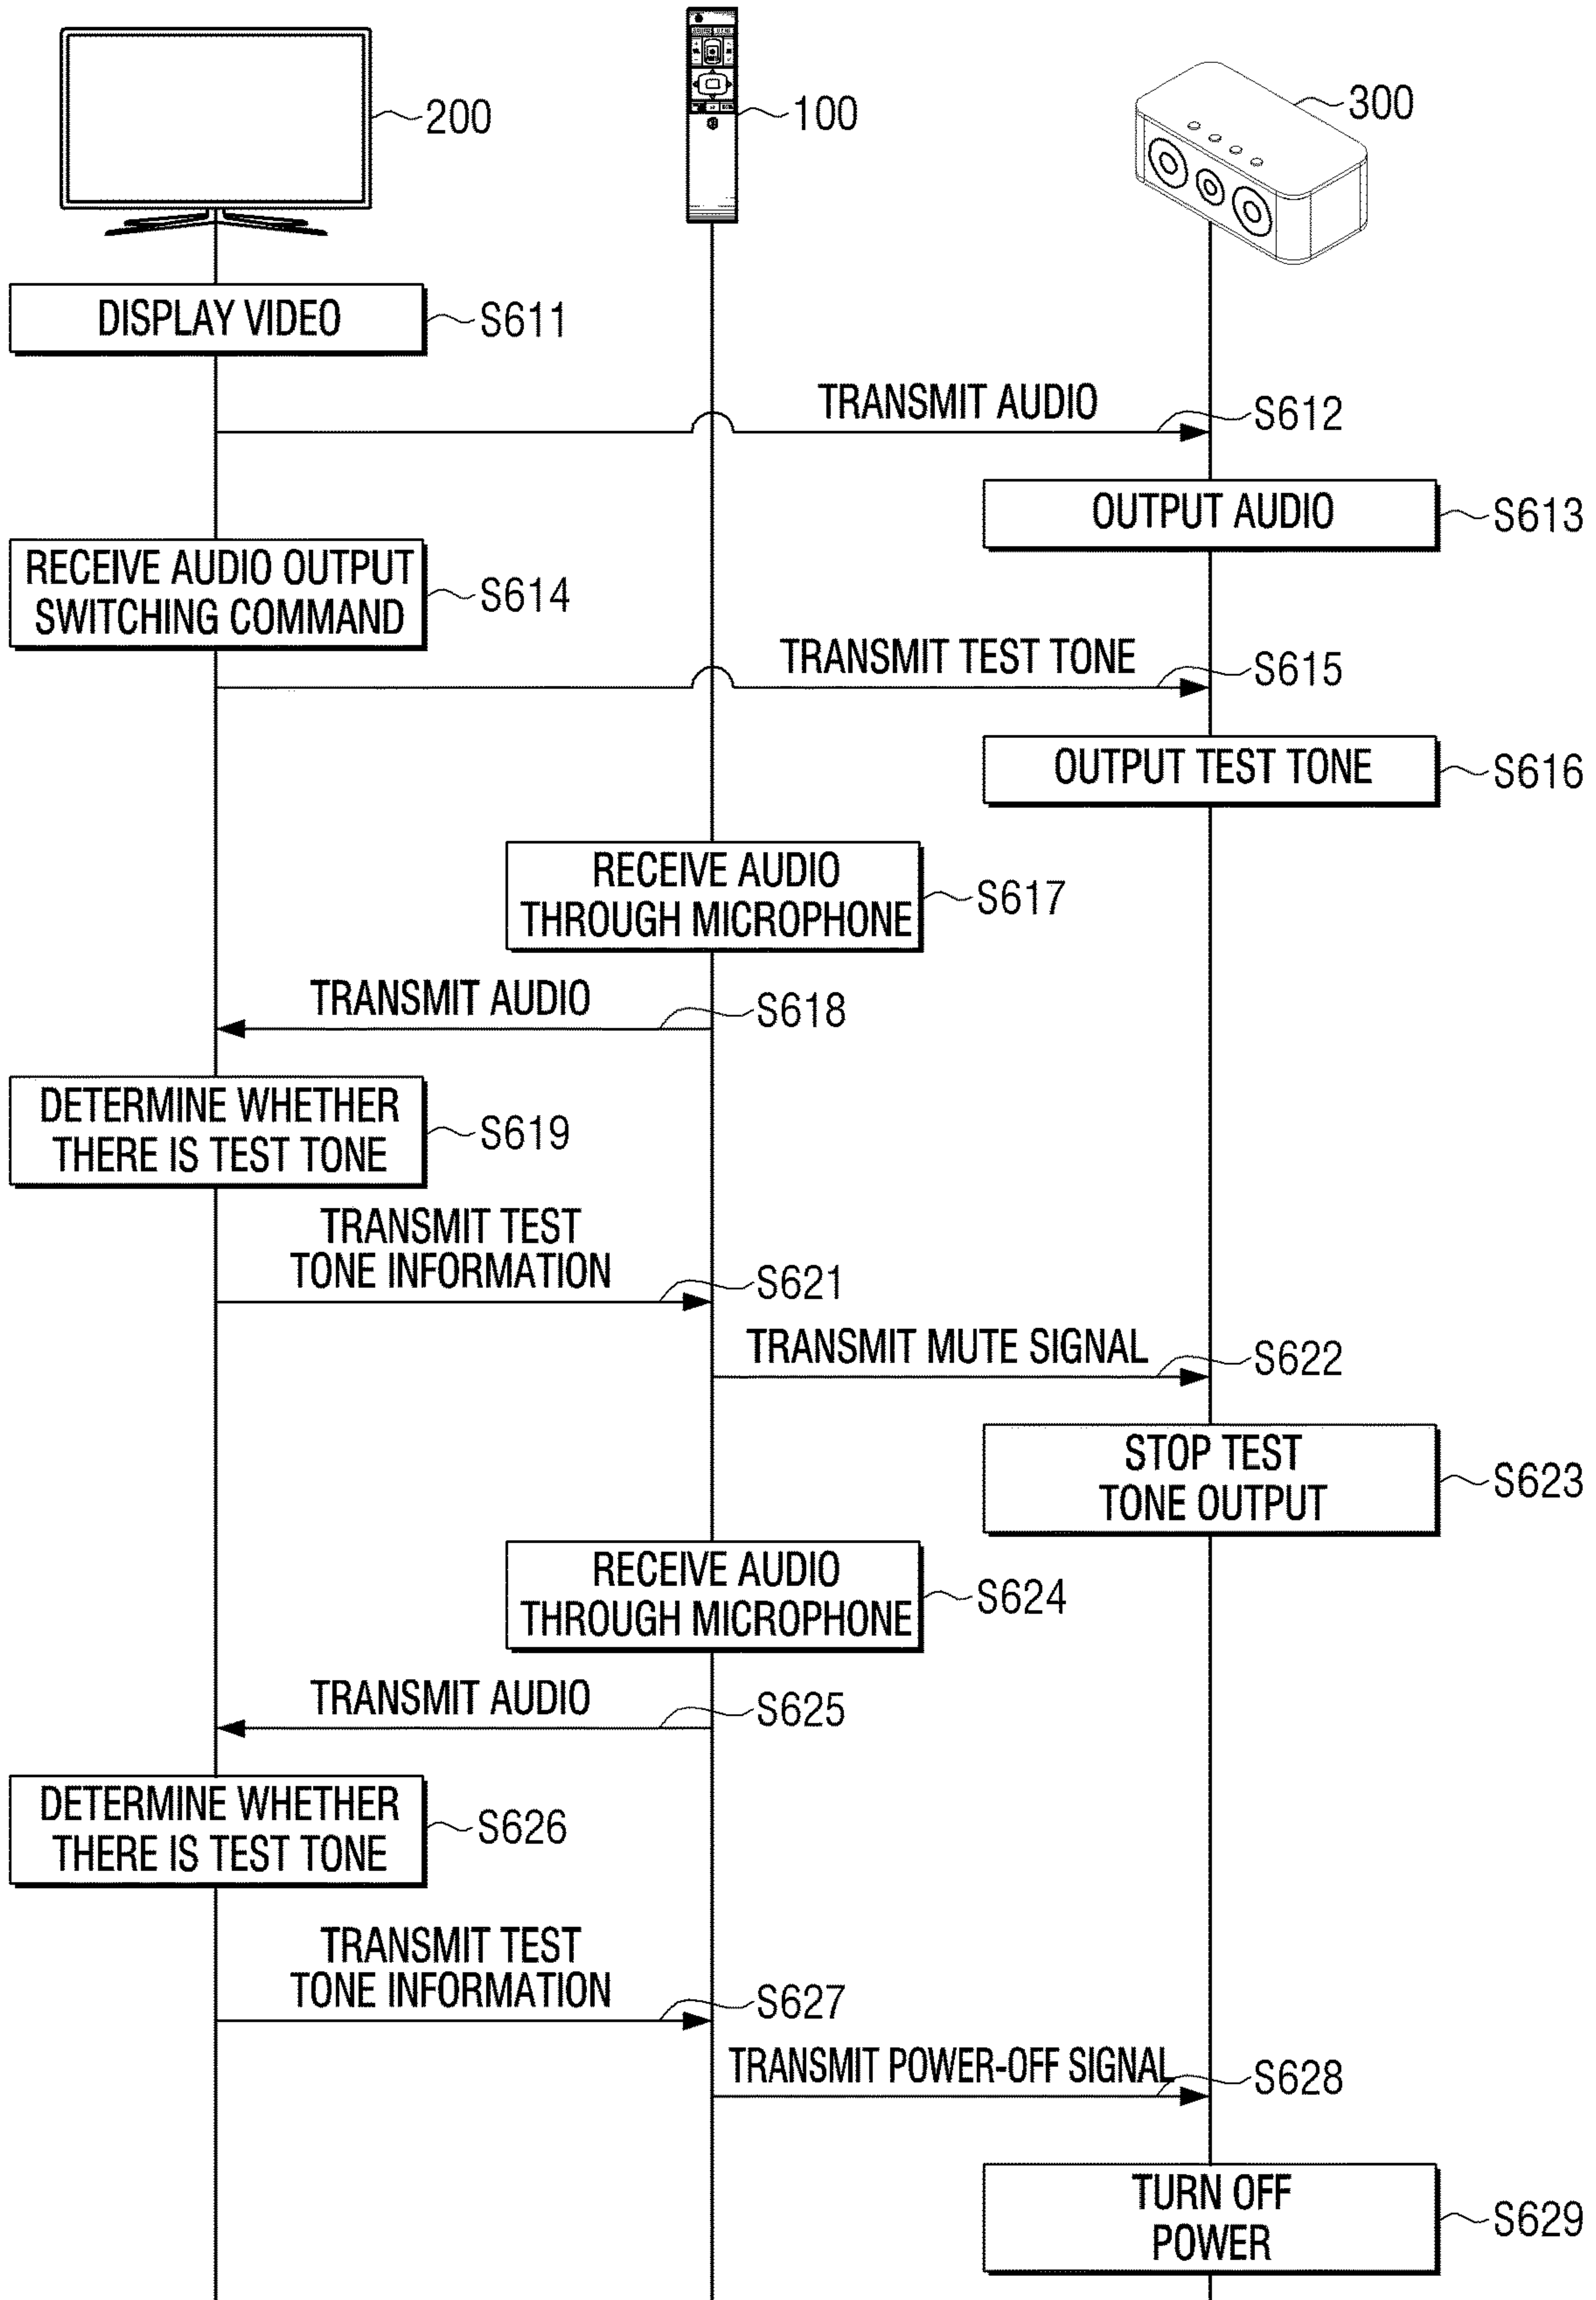 200
100
300
DISPLAY VIDEO
S611
TRANSMIT AUDIO
S612
OUTPUT AUDIO
S613
RECEIVE AUDIO OUTPUT
SWITCHING COMMAND
S614
TRANSMIT TEST TONE
S615
OUTPUT TEST TONE
S616
RECEIVE AUDIO
THROUGH MICROPHONE
S617
TRANSMIT AUDIO
S618
DETERMINE WHETHER
THERE IS TEST TONE
S619
TRANSMIT TEST
TONE INFORMATION
S621
TRANSMIT MUTE SIGNAL
S622
STOP TEST
TONE OUTPUT
S623
RECEIVE AUDIO
THROUGH MICROPHONE
S624
TRANSMIT AUDIO
S625
DETERMINE WHETHER
THERE IS TEST TONE
S626
TRANSMIT TEST
TONE INFORMATION
S627
TRANSMIT POWER-OFF SIGNAL
S628
TURN OFF
POWER
S629